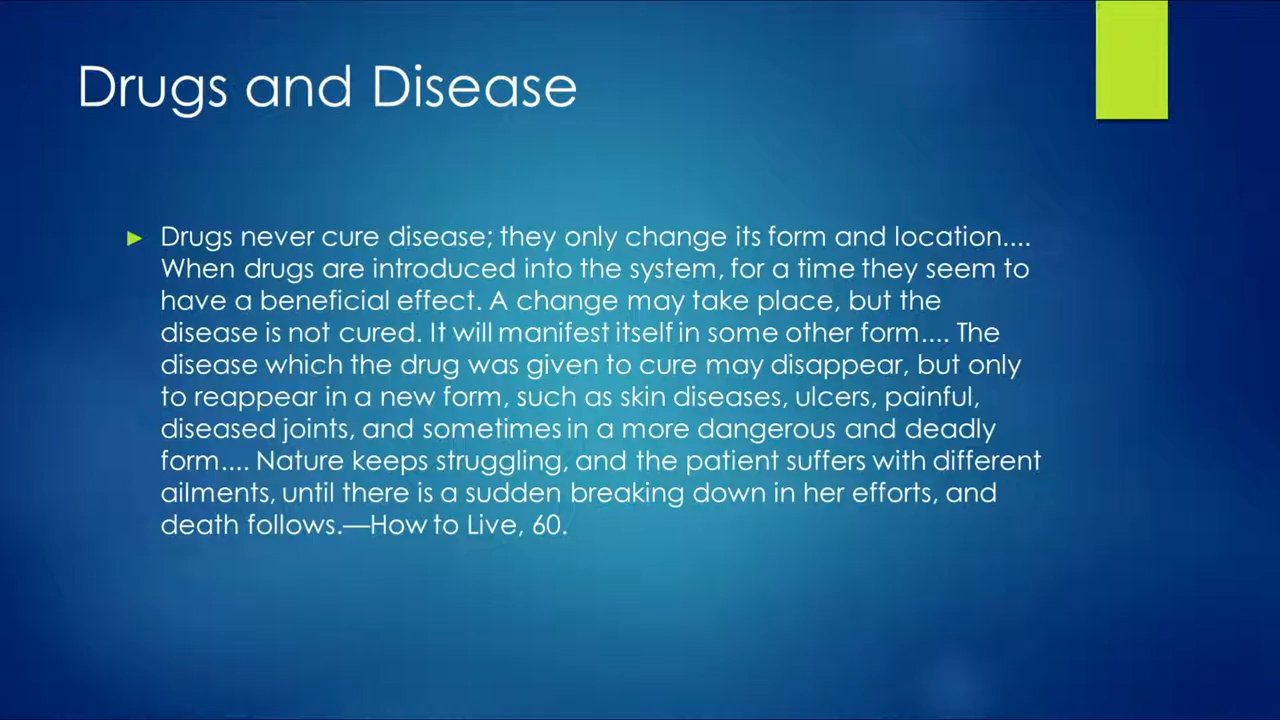 Drugs and Disease
Drugs never cure disease; they only change its form and location....
When drugs are introduced into the system, for a time they seem to
have a beneficial effect. A change may take place, but the
disease is not cured. It will manifest itself in some other form.... The
disease which the drug was given to cure may disappear, but only
to reappear in a new form, such as skin diseases, ulcers, painful,
diseased joints, and sometimes in a more dangerous and deadly
form.... Nature keeps struggling, and the patient suffers with different
ailments, until there is a sudden breaking down in her efforts, and
death follows.—How to Live, 60.